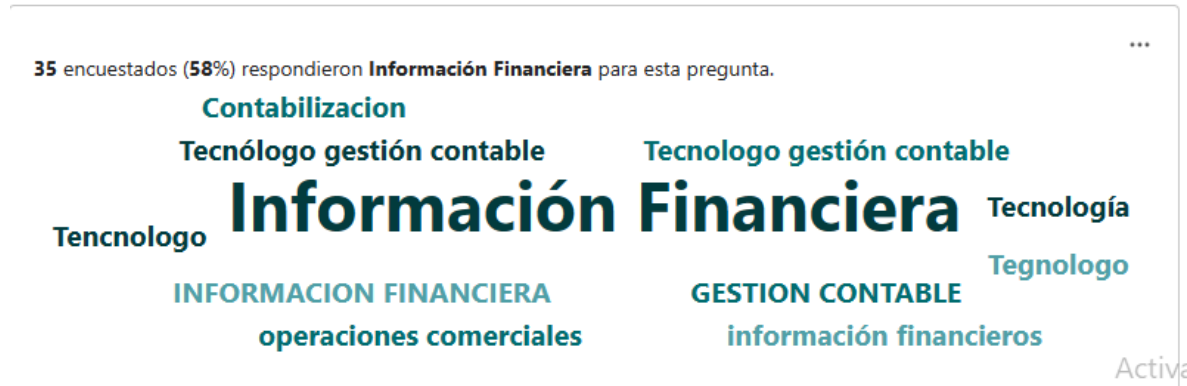 ...
35 encuestados (58%) respondieron Información Financiera para esta pregunta.
Contabilizacion
Tecnólogo gestión contable
Tecnologo gestión contable
Información Financiera
Tecnología
Tencnologo
Tegnologo
INFORMACION FINANCIERA
GESTION CONTABLE
operaciones comerciales
información financieros